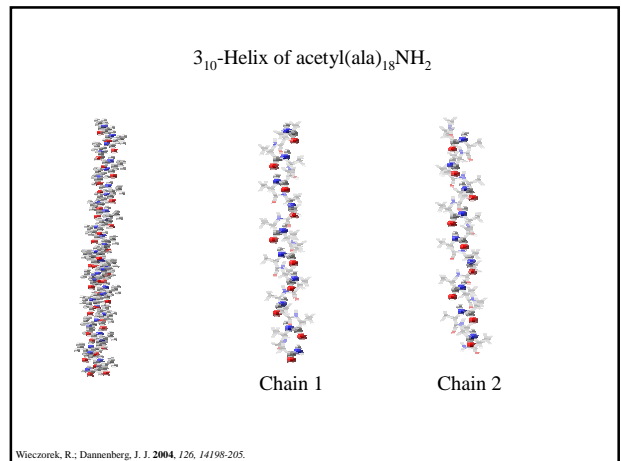 3₁₀-Helix of acetyl(ala)₁₈NH₂
Chain 1
Chain 2
Wieczorek, R.; Dannenberg, J. J. 2004, 126, 14198-205.